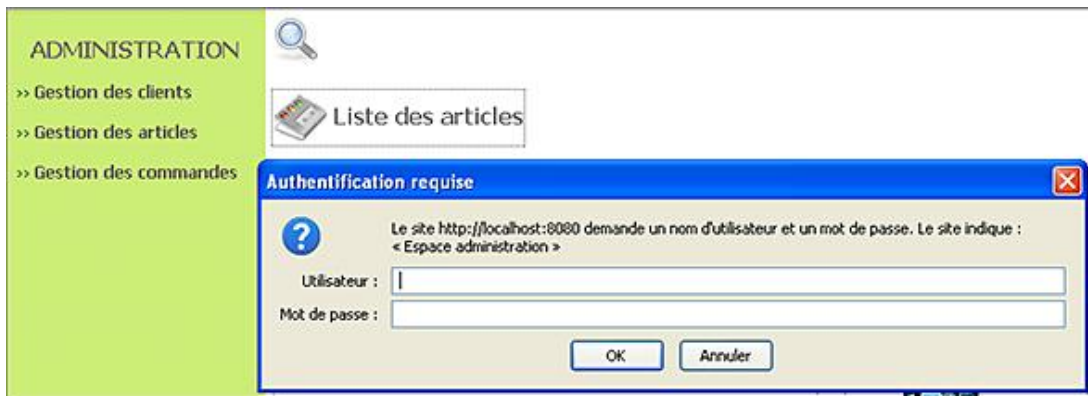 ADMINISTRATION
›› Gestion des clients
›› Gestion des articles
›› Gestion des commandes
Liste des articles
Authentification requise
Le site http://localhost:8080 demande un nom d'utilisateur et un mot de passe. Le site indique :
« Espace administration »
Utilisateur :
Mot de passe :
OK
Annuler